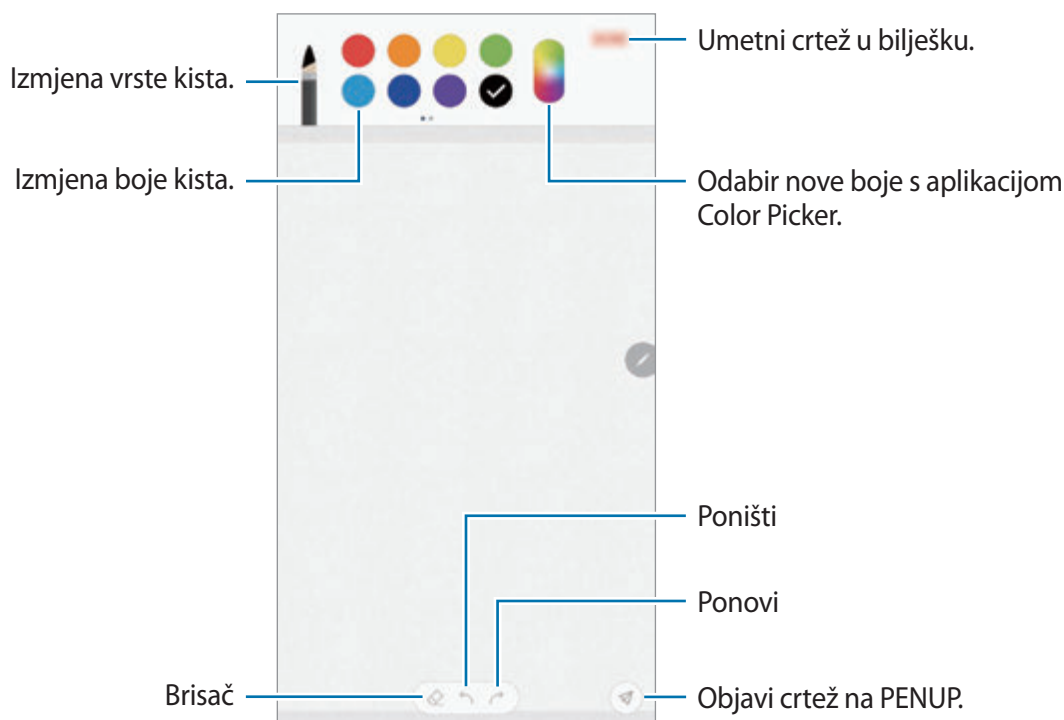 Umetni crtež u bilješku.
Izmjena vrste kista.
Izmjena boje kista.
Odabir nove boje s aplikacijom
Color Picker.
Poništi
Ponovi
Brisač
Objavi crtež na PENUP.